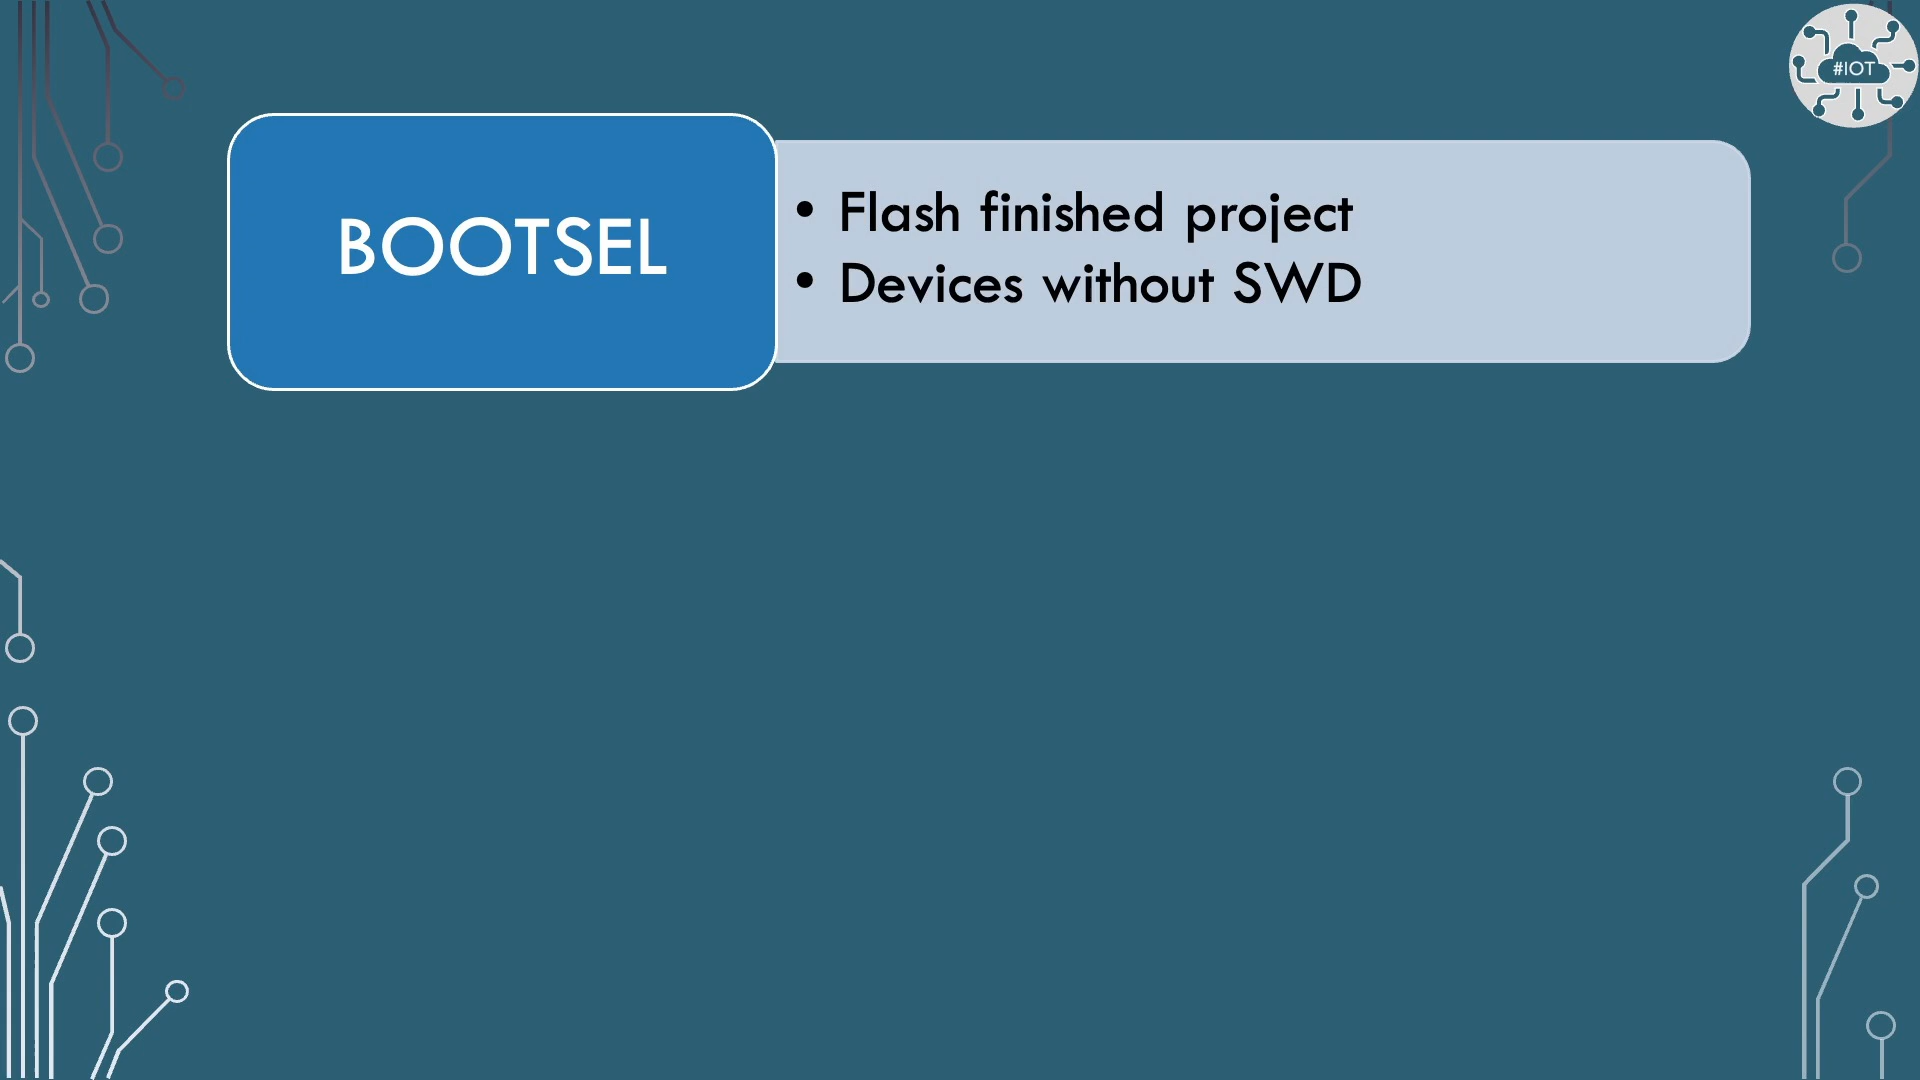 #IOT
BOOTSEL
• Flash finished project
• Devices without SWD